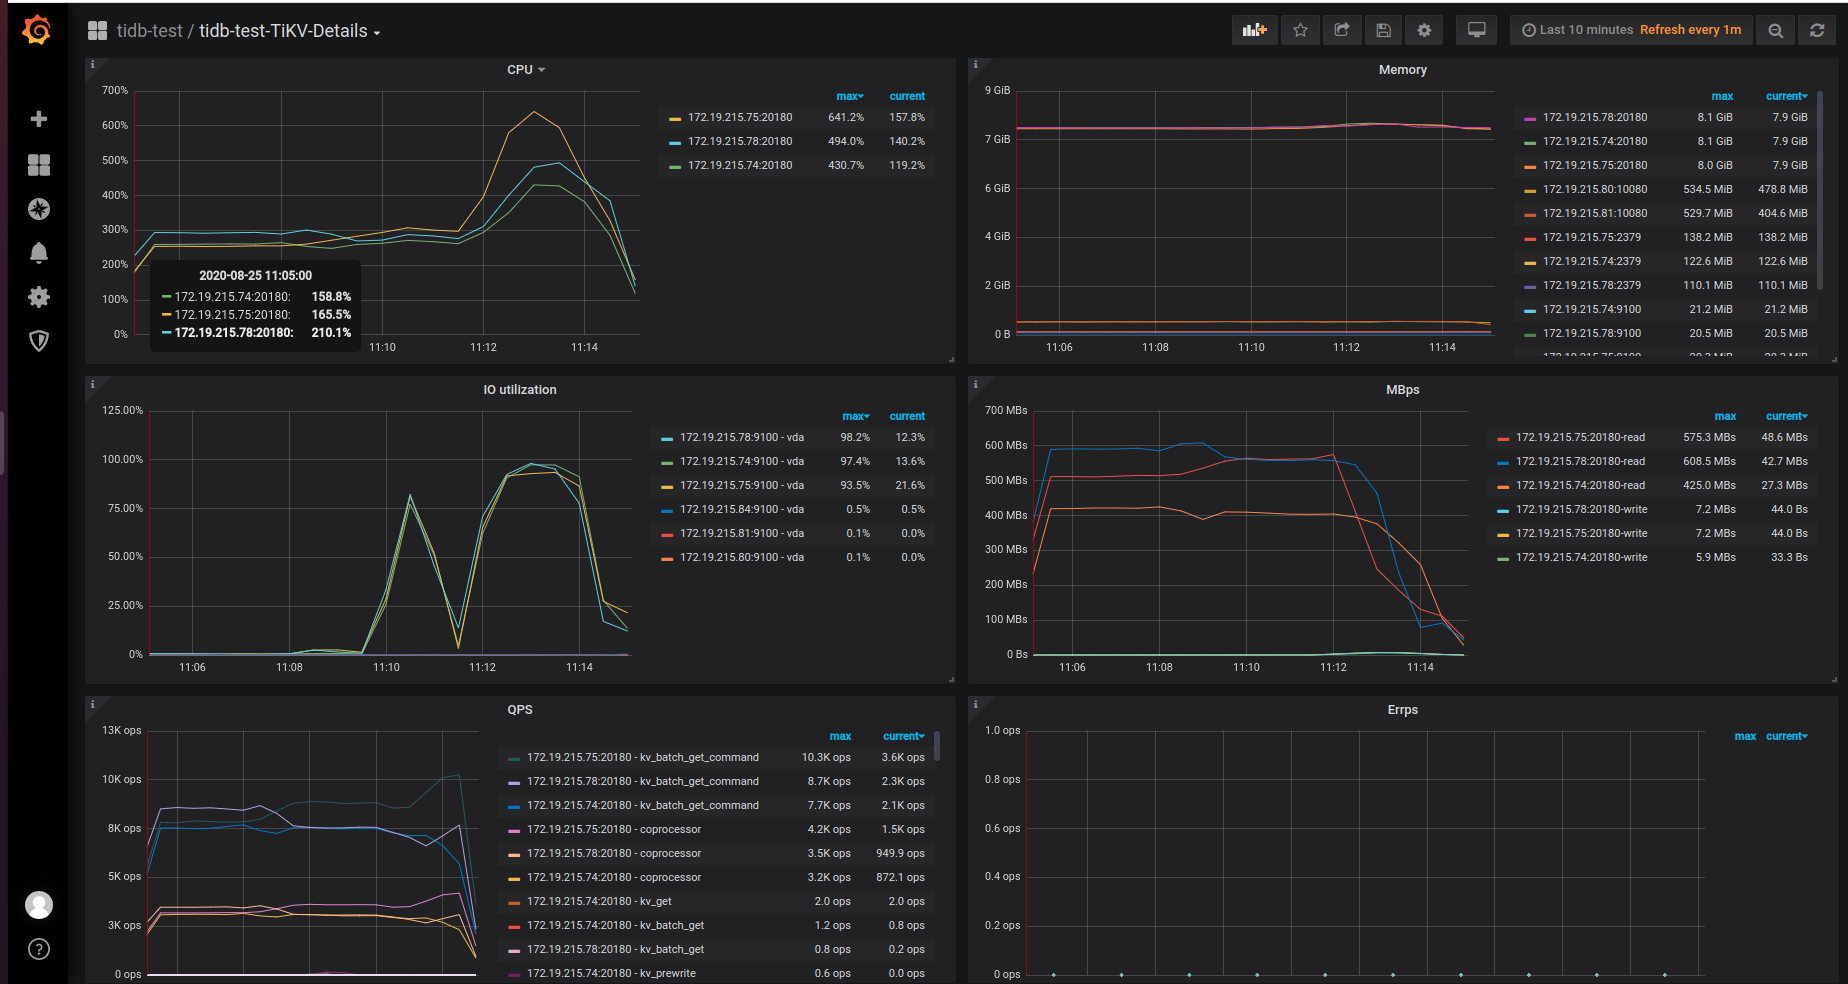 tidb-test / tidb-test-TiKV-Details
Last 10 minutes Refresh every 1m
CPU
700%
600%
500%
400%
300%
200%
100%
0%
11:10
11:12
11:14
2020-08-25 11:05:00
172.19.215.74:20180: 158.8%
172.19.215.75:20180: 165.5%
172.19.215.78:20180: 210.1%
max current
172.19.215.75:20180 641.2% 157.8%
172.19.215.78:20180 494.0% 140.2%
172.19.215.74:20180 430.7% 119.2%
Memory
9 GiB
7 GiB
6 GiB
4 GiB
2 GiB
0 B
11:06
11:08
11:10
11:12
11:14
max current
172.19.215.78:20180 8.1 GiB 7.9 GiB
172.19.215.74:20180 8.1 GiB 7.9 GiB
172.19.215.75:20180 8.0 GiB 7.9 GiB
172.19.215.80:10080 534.5 MiB 478.8 MiB
172.19.215.81:10080 529.7 MiB 404.6 MiB
172.19.215.75:2379 138.2 MiB 138.2 MiB
172.19.215.74:2379 122.6 MiB 122.6 MiB
172.19.215.78:2379 110.1 MiB 110.1 MiB
172.19.215.74:9100 21.2 MiB 21.2 MiB
172.19.215.78:9100 20.5 MiB 20.5 MiB
IO utilization
125.00%
100.00%
75.00%
50.00%
25.00%
0%
11:06
11:08
11:10
11:12
11:14
max current
172.19.215.78:9100 - vda 98.2% 12.3%
172.19.215.74:9100 - vda 97.4% 13.6%
172.19.215.75:9100 - vda 93.5% 21.6%
172.19.215.84:9100 - vda 0.5% 0.5%
172.19.215.81:9100 - vda 0.1% 0.0%
172.19.215.80:9100 - vda 0.1% 0.0%
MBps
700 MBs
600 MBs
500 MBs
400 MBs
300 MBs
200 MBs
100 MBs
0 Bs
11:06
11:08
11:10
11:12
11:14
max current
172.19.215.75:20180-read 575.3 MBs 48.6 MBs
172.19.215.78:20180-read 608.5 MBs 42.7 MBs
172.19.215.74:20180-read 425.0 MBs 27.3 MBs
172.19.215.78:20180-write 7.2 MBs 44.0 Bs
172.19.215.75:20180-write 7.2 MBs 44.0 Bs
172.19.215.74:20180-write 5.9 MBs 33.3 Bs
QPS
13K ops
10K ops
8K ops
5K ops
3K ops
0 ops
max current
172.19.215.75:20180 - kv_batch_get_command 10.3K ops 3.6K ops
172.19.215.78:20180 - kv_batch_get_command 8.7K ops 2.3K ops
172.19.215.74:20180 - kv_batch_get_command 7.7K ops 2.1K ops
172.19.215.75:20180 - coprocessor 4.2K ops 1.5K ops
172.19.215.78:20180 - coprocessor 3.5K ops 949.9 ops
172.19.215.74:20180 - coprocessor 3.2K ops 872.1 ops
172.19.215.74:20180 - kv_get 2.0 ops 2.0 ops
172.19.215.74:20180 - kv_batch_get 1.2 ops 0.8 ops
172.19.215.78:20180 - kv_batch_get 0.8 ops 0.2 ops
172.19.215.74:20180 - kv_prewrite 0.6 ops 0.0 ops
Errps
1.0 ops
0.8 ops
0.6 ops
0.4 ops
0.2 ops
0 ops
max current